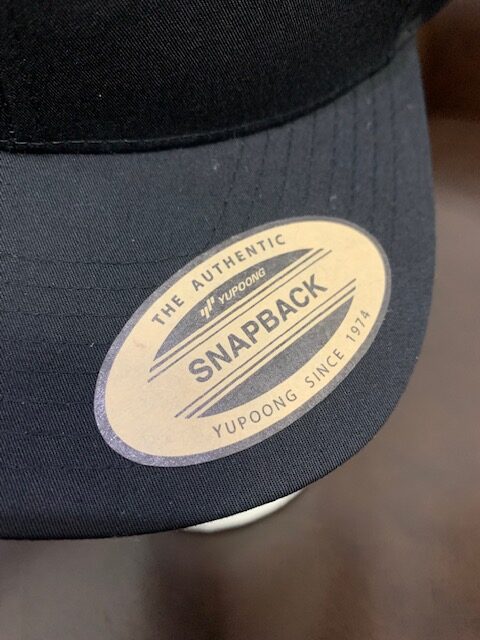 THE AUTHENTIC
YUPOONG
SNAPBACK
YUPOONG SINCE 1974